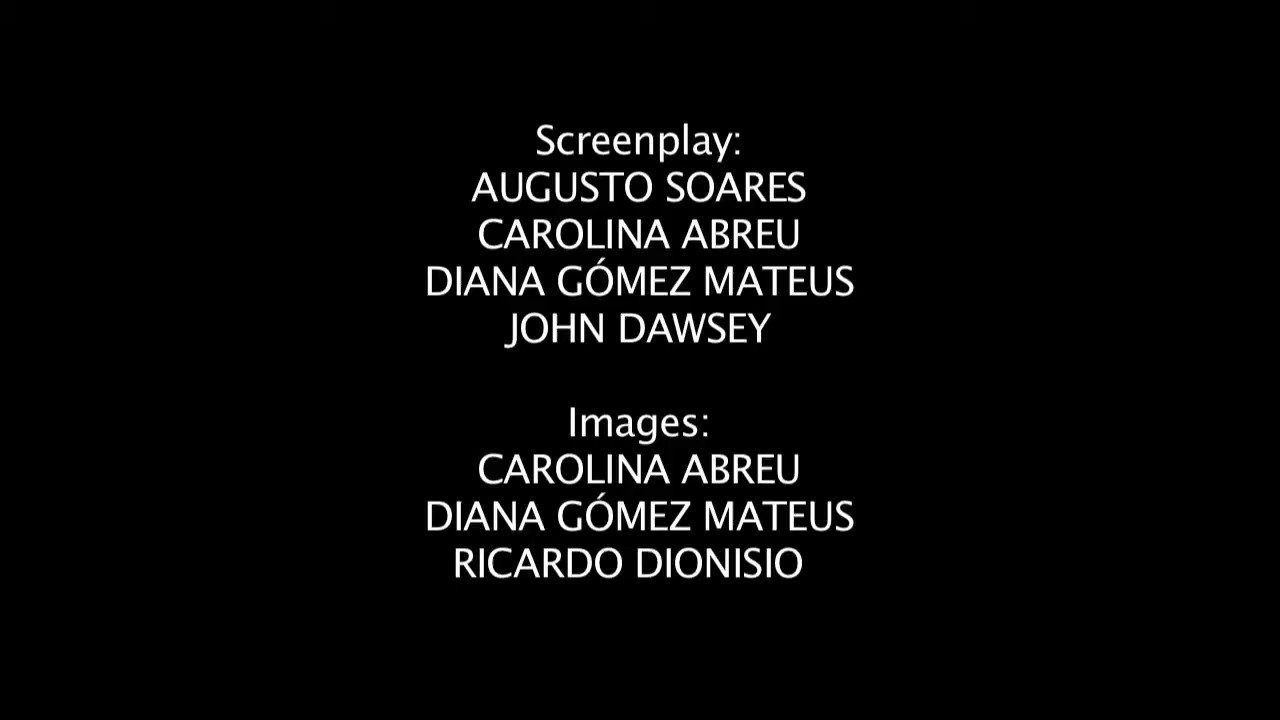 Screenplay:
AUGUSTO SOARES
CAROLINA ABREU
DIANA GÓMEZ MATEUS
JOHN DAWSEY
Images:
CAROLINA ABREU
DIANA GÓMEZ MATEUS
RICARDO DIONISIO